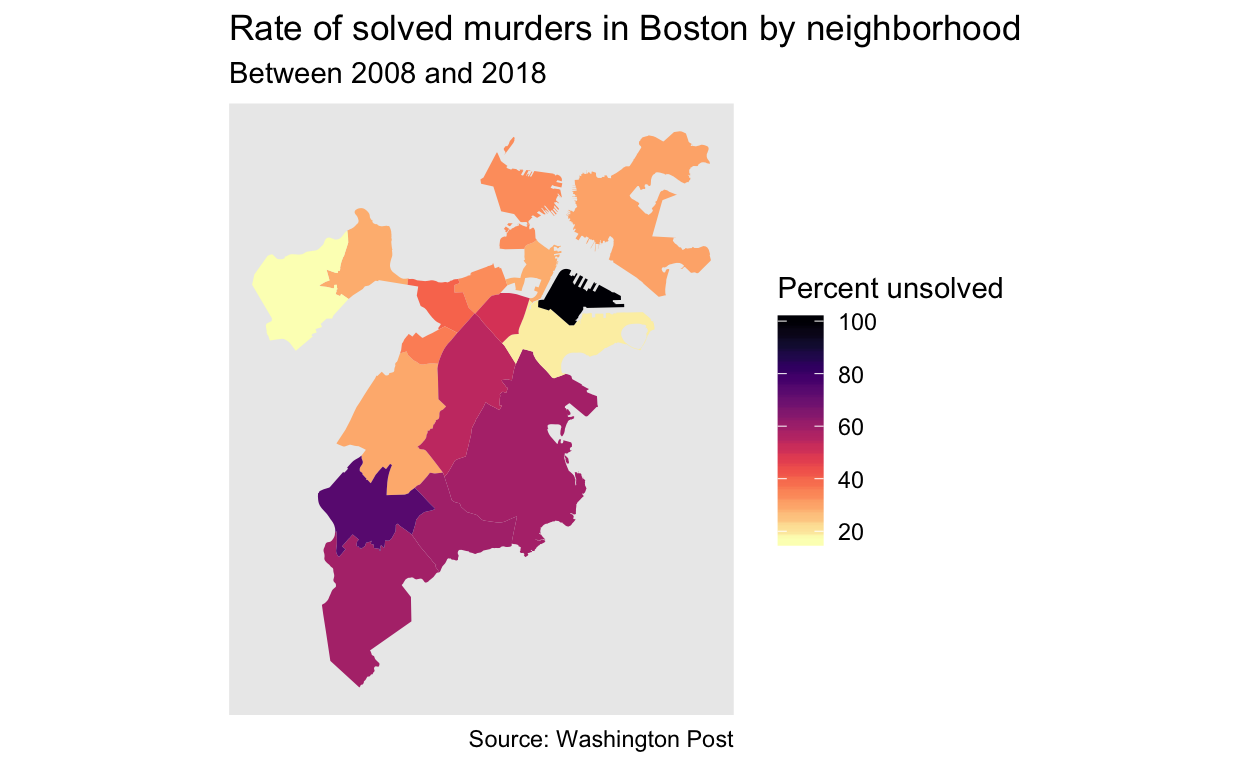 Rate of solved murders in Boston by neighborhood
Between 2008 and 2018
Percent unsolved
100
80
60
40
20
Source: Washington Post